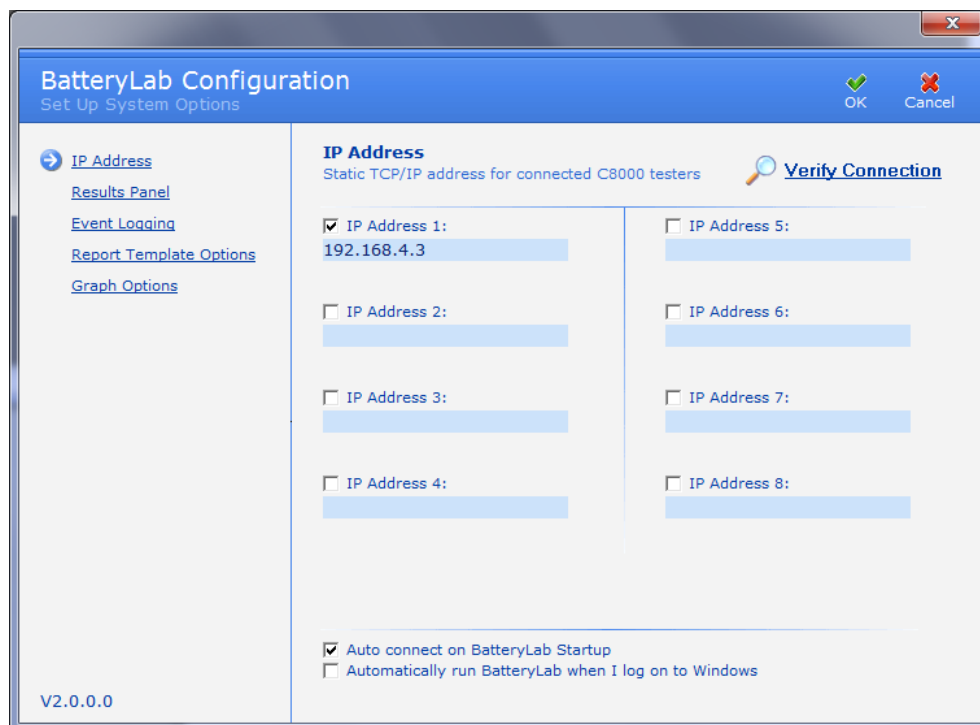 BatteryLab Configuration
Set Up System Options
OK
Cancel
IP Address
Results Panel
Event Logging
Report Template Options
Graph Options
V2.0.0.0
IP Address
Static TCP/IP address for connected C8000 testers
Verify Connection
IP Address 1:
192.168.4.3
IP Address 2:
IP Address 3:
IP Address 4:
IP Address 5:
IP Address 6:
IP Address 7:
IP Address 8:
Auto connect on BatteryLab Startup
Automatically run BatteryLab when I log on to Windows